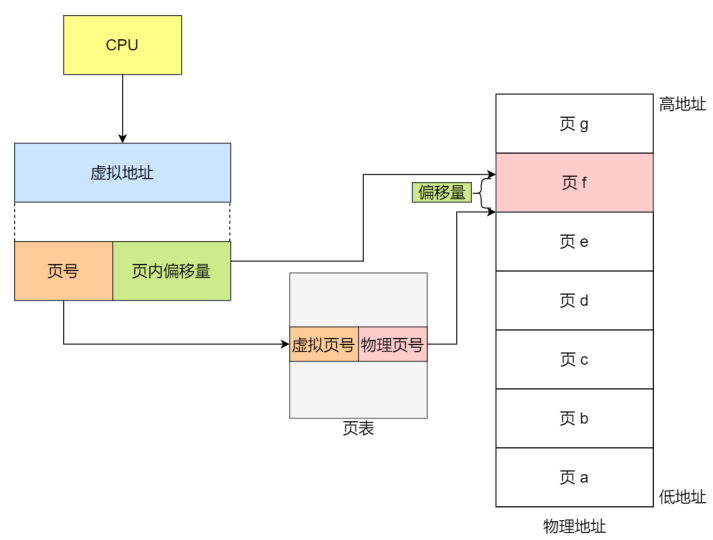 CPU
虚拟地址
页号
页内偏移量
虚拟页号
物理页号
页表
偏移量
高地址
页 g
页 f
页 e
页 d
页 c
页 b
页 a
低地址
物理地址